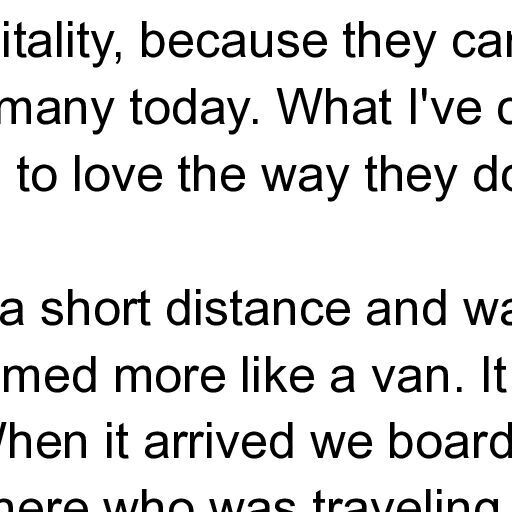 itality, because they car
many today. What I've c
to love the way they do
a short distance and wa
med more like a van. It
When it arrived we board
here who was traveling